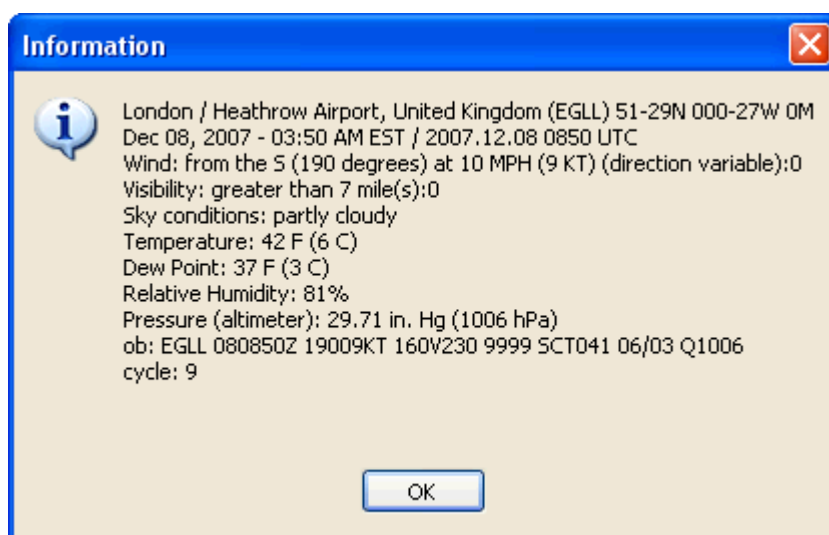 Information
London / Heathrow Airport, United Kingdom (EGLL) 51-29N 000-27W 0M
Dec 08, 2007 - 03:50 AM EST / 2007.12.08 0850 UTC
Wind: from the S (190 degrees) at 10 MPH (9 KT) (direction variable):0
Visibility: greater than 7 mile(s):0
Sky conditions: partly cloudy
Temperature: 42 F (6 C)
Dew Point: 37 F (3 C)
Relative Humidity: 81%
Pressure (altimeter): 29.71 in. Hg (1006 hPa)
ob: EGLL 080850Z 19009KT 160V230 9999 SCT041 06/03 Q1006
cycle: 9
OK